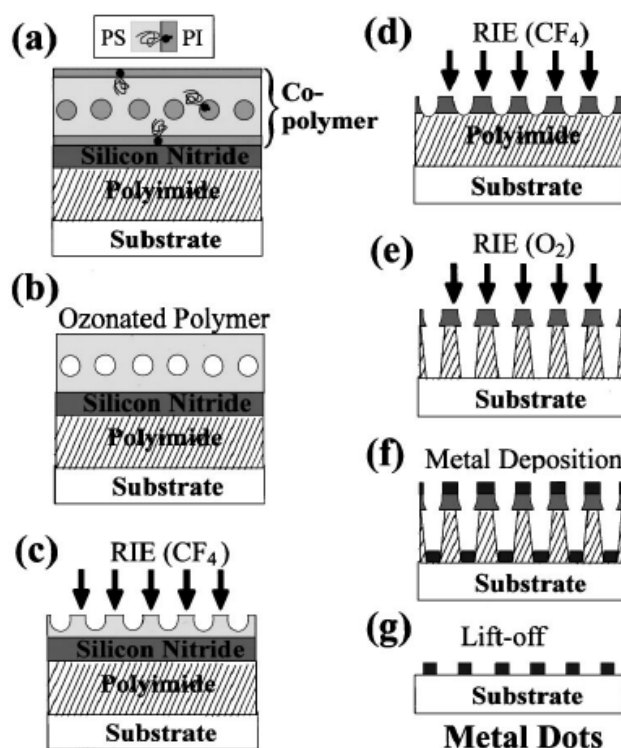 (a)
PS PI
Co-
polymer
Silicon Nitride
Polyimide
Substrate
(b)
Ozonated Polymer
Silicon Nitride
Polyimide
Substrate
(c)
RIE (CF₄)
Silicon Nitride
Polyimide
Substrate
(d)
RIE (CF₄)
Polyimide
Substrate
(e)
RIE (O₂)
Substrate
(f)
Metal Deposition
Substrate
(g)
Lift-off
Substrate
Metal Dots